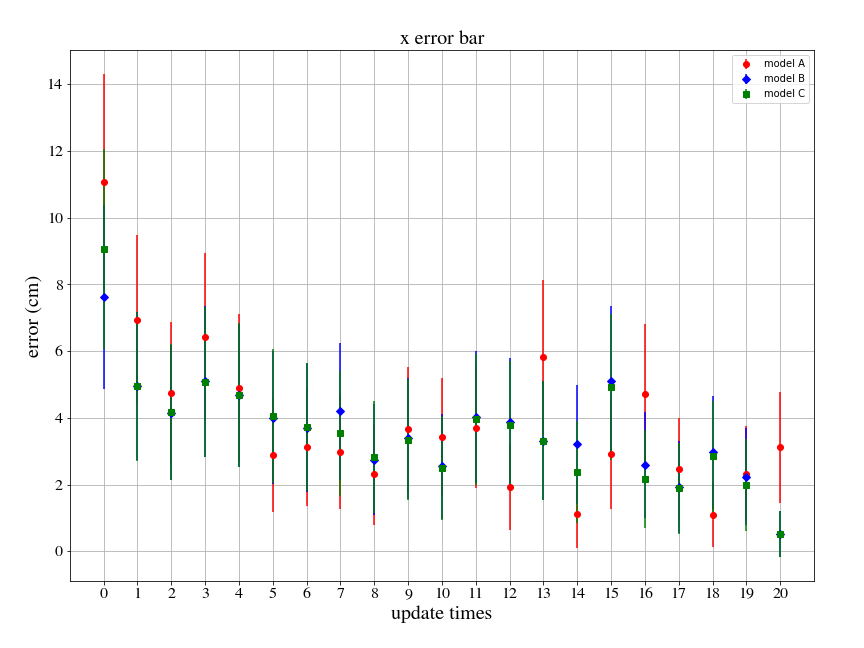 x error bar
model A
model B
model C
14
12
10
8
6
4
2
0
error (cm)
0 1 2 3 4 5 6 7 8 9 10 11 12 13 14 15 16 17 18 19 20
update times